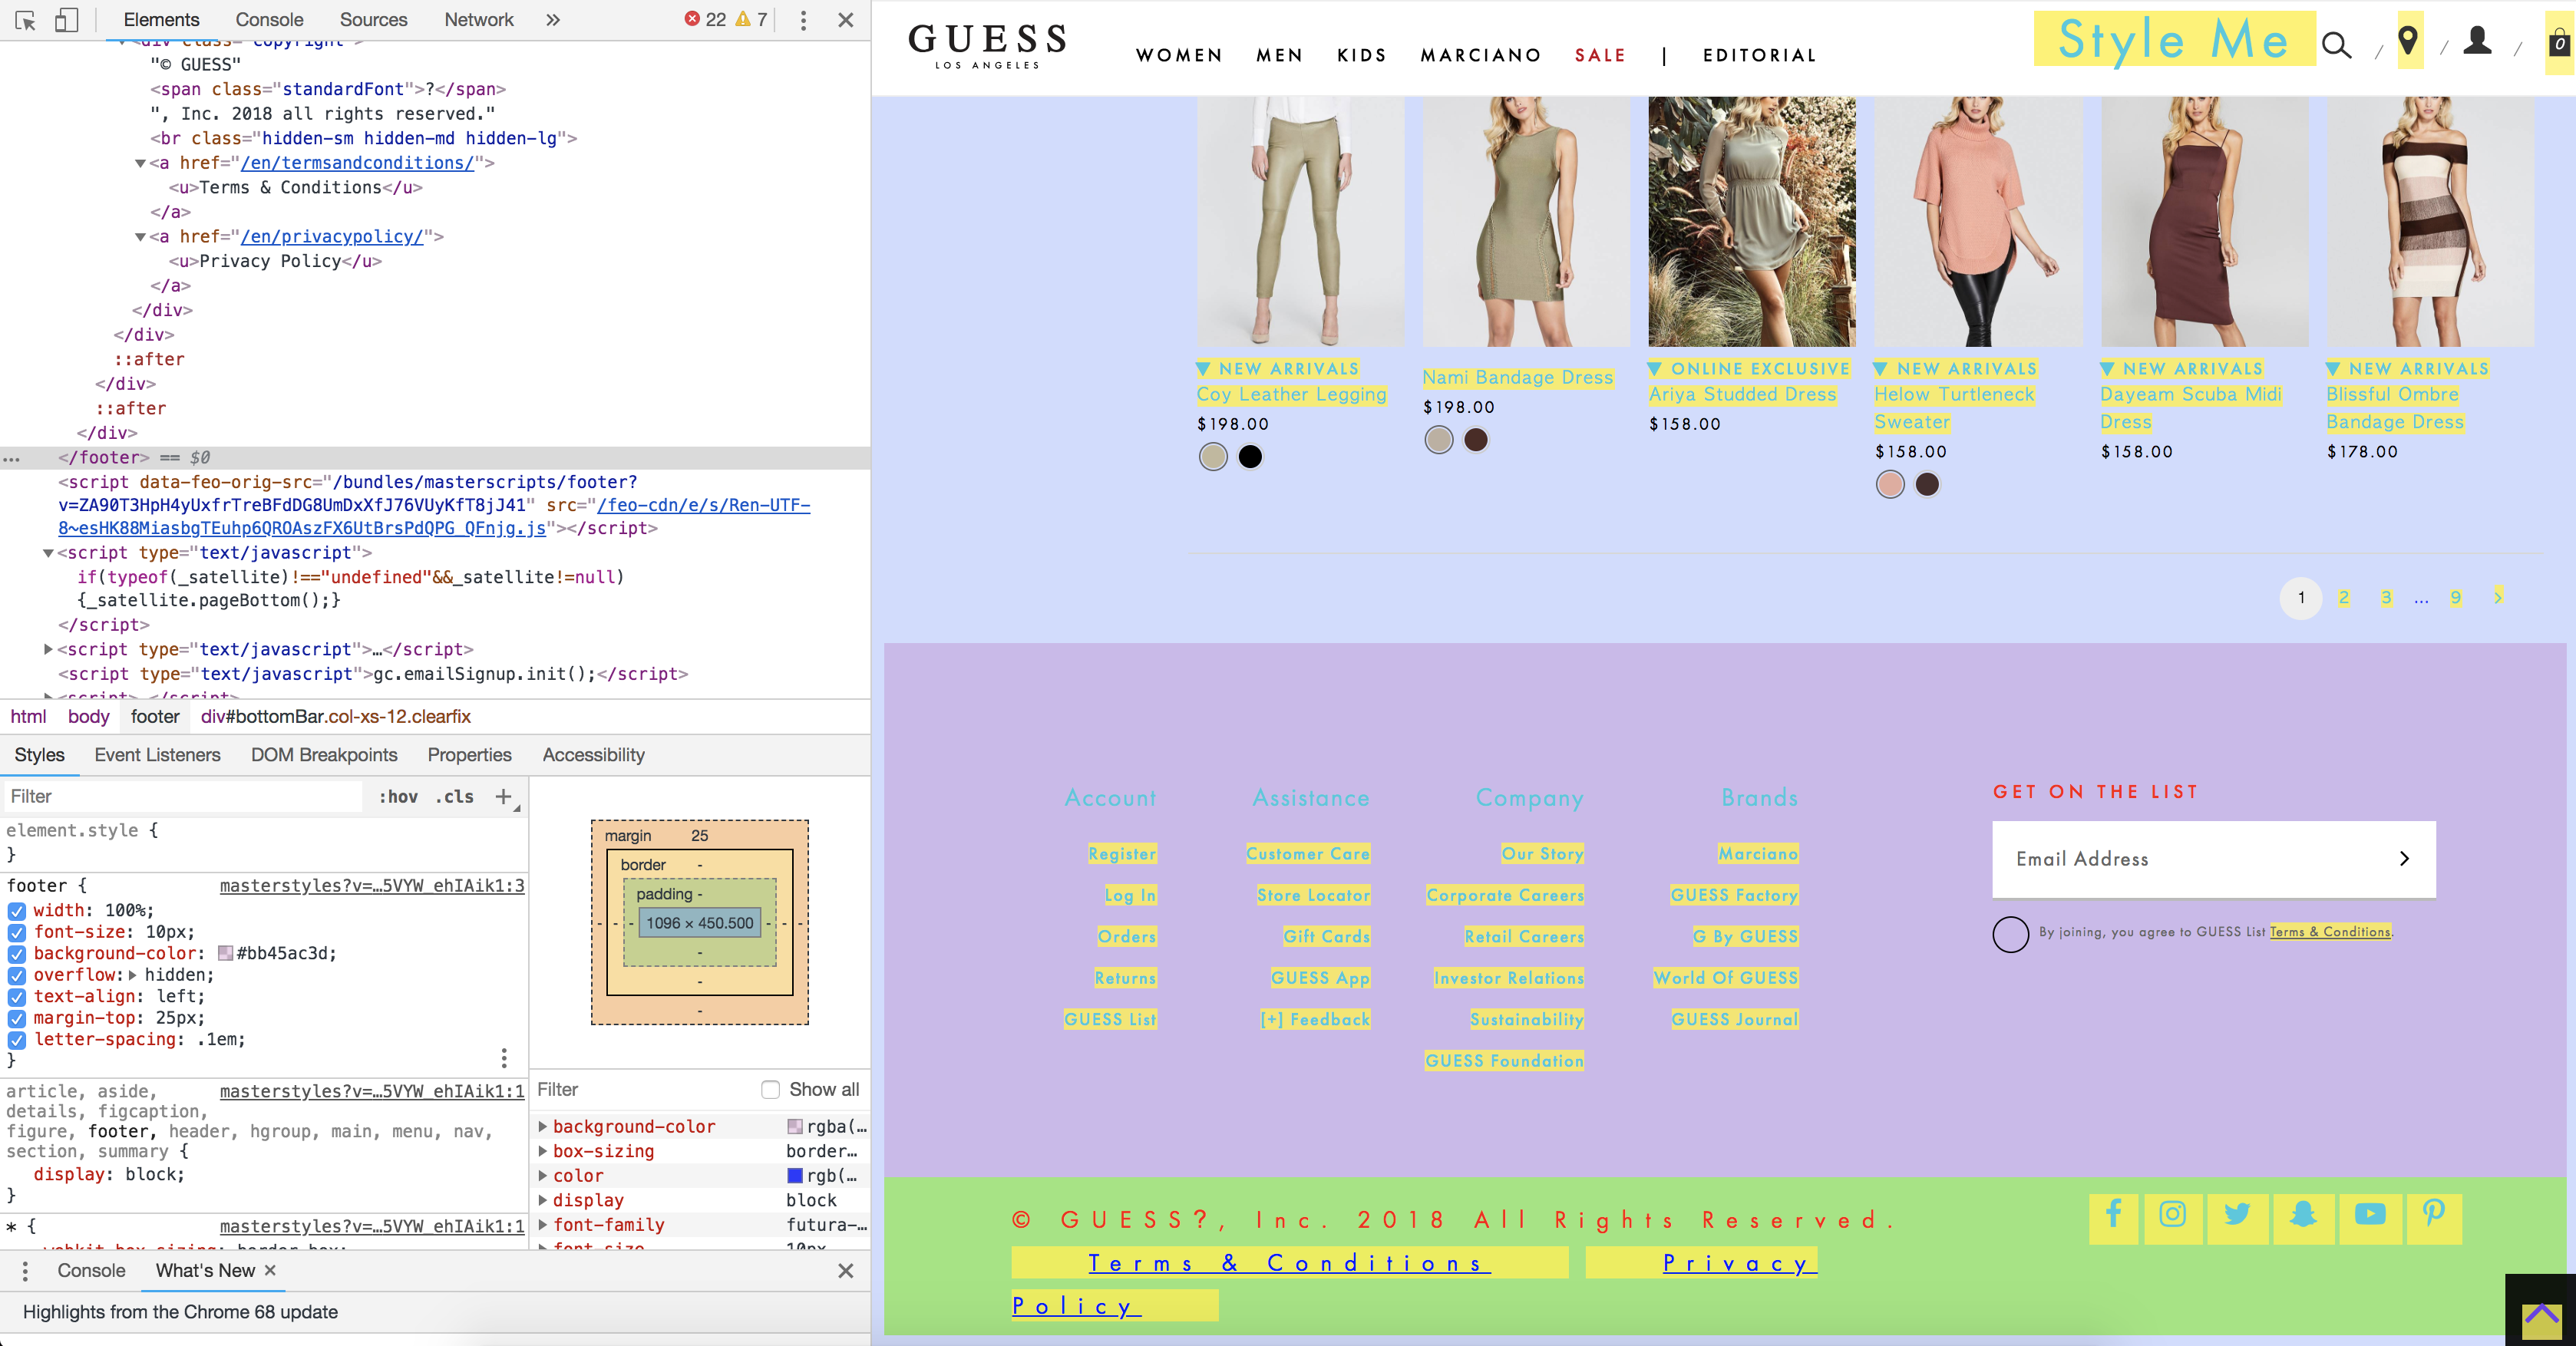 Elements Console Sources Network » 22 7
<div class="copyright">
"© GUESS"
<span class="standardFont">?</span>
", Inc. 2018 all rights reserved."
<br class="hidden-sm hidden-md hidden-lg">
▼<a href="/en/termsandconditions/">
<u>Terms & Conditions</u>
</a>
▼<a href="/en/privacypolicy/">
<u>Privacy Policy</u>
</a>
</div>
</div>
::after
</div>
::after
</div>
... </footer> == $0
<script data-feo-orig-src="/bundles/masterscripts/footer?
v=ZA90T3HpH4yUxfrTreBFdDG8UmDxXfJ76VUyKfT8jJ41" src="/feo-cdn/e/s/Ren-UTF-
8~esHK88MiasbgTEuhp6QROAszFX6UtBrsPdQPG_QFnjg.js"></script>
▼<script type="text/javascript">
if(typeof(_satellite)!=="undefined"&&_satellite!=null)
{_satellite.pageBottom();}
</script>
▶<script type="text/javascript">…</script>
<script type="text/javascript">gc.emailSignup.init();</script>
▶<script>…</script>
html body footer div#bottomBar.col-xs-12.clearfix
Styles Event Listeners DOM Breakpoints Properties Accessibility
Filter :hov .cls +
element.style {
}
footer { masterstyles?v=…5VYW_ehIAik1:3
width: 100%;
font-size: 10px;
background-color: #bb45ac3d;
overflow:▶ hidden;
text-align: left;
margin-top: 25px;
letter-spacing: .1em;
}
article, aside, masterstyles?v=…5VYW_ehIAik1:1
details, figcaption,
figure, footer, header, hgroup, main, menu, nav,
section, summary {
display: block;
}
* { masterstyles?v=…5VYW_ehIAik1:1
-webkit-box-sizing: border-box;
margin 25
border -
padding -
- - - 1096 × 450.500 - - -
-
-
-
Filter Show all
▶ background-color rgba(…
▶ box-sizing border…
▶ color rgb(…
▶ display block
▶ font-family futura-…
▶ font-size 10px
Console What's New ×
Highlights from the Chrome 68 update
GUESS
LOS ANGELES
WOMEN MEN KIDS MARCIANO SALE | EDITORIAL
Style Me / / / 0
▼ NEW ARRIVALS
Coy Leather Legging
$198.00
Nami Bandage Dress
$198.00
▼ ONLINE EXCLUSIVE
Ariya Studded Dress
$158.00
▼ NEW ARRIVALS
Helow Turtleneck
Sweater
$158.00
▼ NEW ARRIVALS
Dayeam Scuba Midi
Dress
$158.00
▼ NEW ARRIVALS
Blissful Ombre
Bandage Dress
$178.00
1 2 3 ... 9 >
Account
Register
Log In
Orders
Returns
GUESS List
Assistance
Customer Care
Store Locator
Gift Cards
GUESS App
[+] Feedback
Company
Our Story
Corporate Careers
Retail Careers
Investor Relations
Sustainability
GUESS Foundation
Brands
Marciano
GUESS Factory
G By GUESS
World Of GUESS
GUESS Journal
GET ON THE LIST
Email Address
By joining, you agree to GUESS List Terms & Conditions.
© GUESS?, Inc. 2018 All Rights Reserved.
Terms & Conditions Privacy
Policy